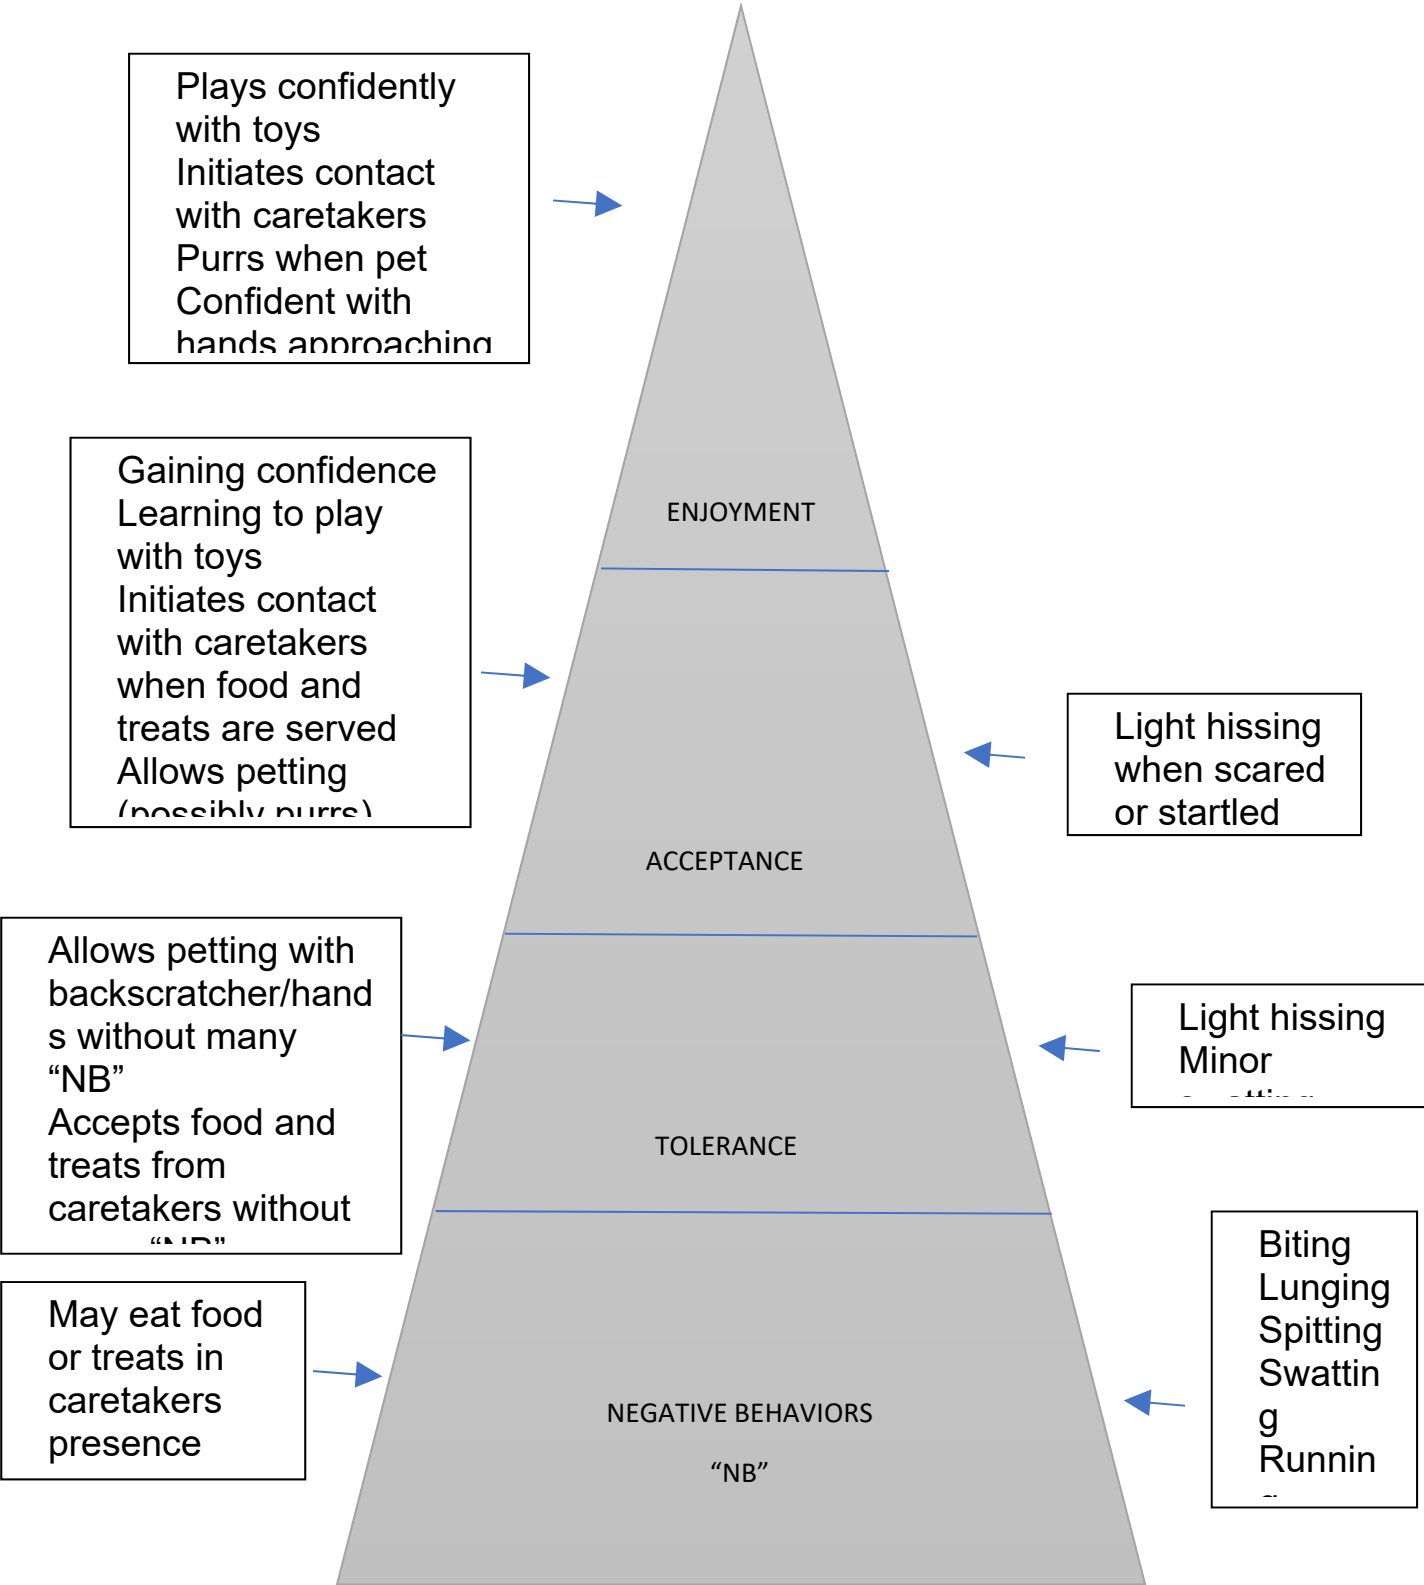 Plays confidently
with toys
Initiates contact
with caretakers
Purrs when pet
Confident with
hands approaching
ENJOYMENT
Gaining confidence
Learning to play
with toys
Initiates contact
with caretakers
when food and
treats are served
Allows petting
(possibly purrs)
Light hissing
when scared
or startled
ACCEPTANCE
Allows petting with
backscratcher/hand
s without many
“NB”
Accepts food and
treats from
caretakers without
“NB”
Light hissing
Minor
swatting
TOLERANCE
May eat food
or treats in
caretakers
presence
Biting
Lunging
Spitting
Swattin
g
Runnin
NEGATIVE BEHAVIORS
“NB”